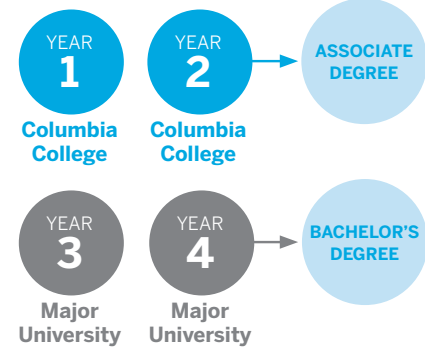 YEAR
1
YEAR
2
ASSOCIATE
DEGREE
Columbia
College
Columbia
College
YEAR
3
YEAR
4
BACHELOR'S
DEGREE
Major
University
Major
University